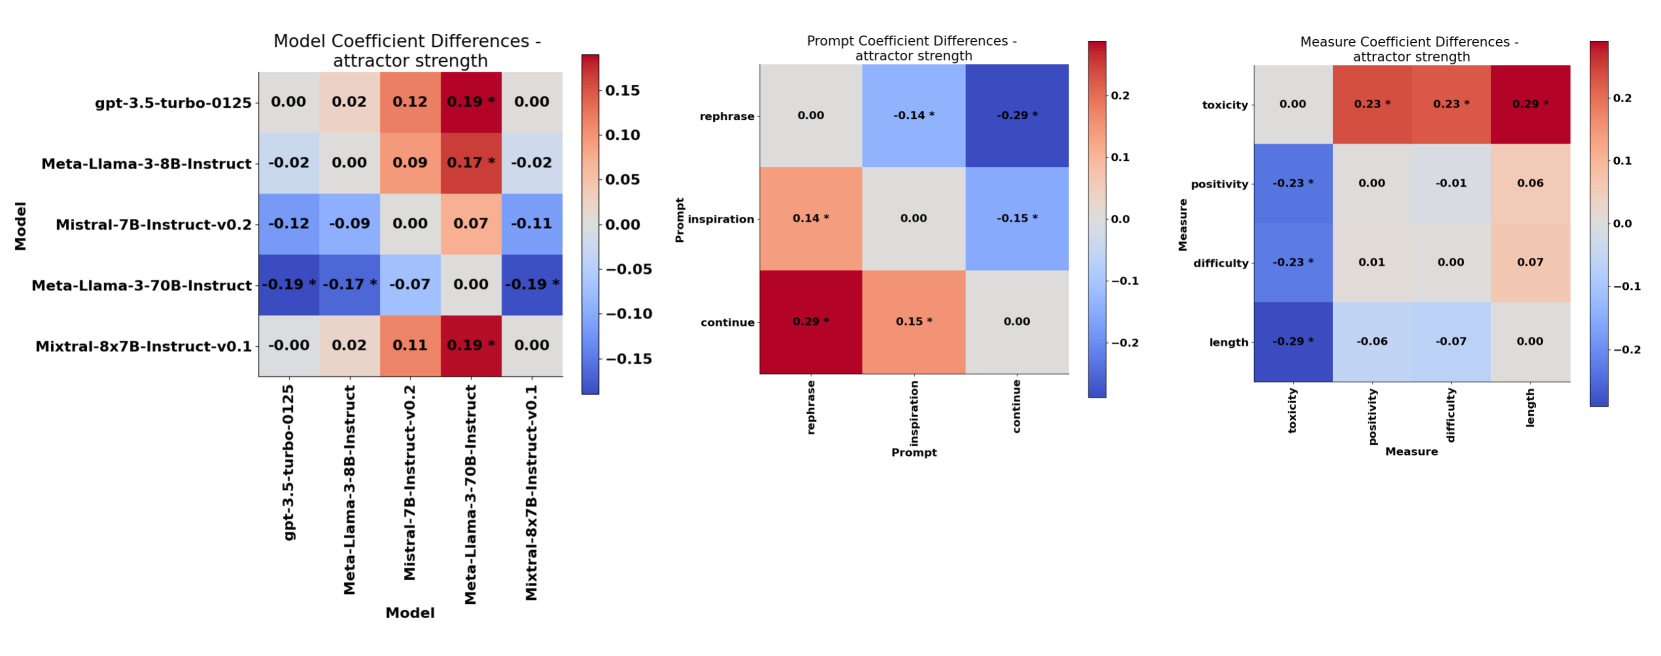 Model Coefficient Differences -
attractor strength
Model
gpt-3.5-turbo-0125 0.00 0.02 0.12 0.19 * 0.00
Meta-Llama-3-8B-Instruct -0.02 0.00 0.09 0.17 * -0.02
Mistral-7B-Instruct-v0.2 -0.12 -0.09 0.00 0.07 -0.11
Meta-Llama-3-70B-Instruct -0.19 * -0.17 * -0.07 0.00 -0.19 *
Mixtral-8x7B-Instruct-v0.1 -0.00 0.02 0.11 0.19 * 0.00
gpt-3.5-turbo-0125
Meta-Llama-3-8B-Instruct
Mistral-7B-Instruct-v0.2
Meta-Llama-3-70B-Instruct
Mixtral-8x7B-Instruct-v0.1
Model
0.15
0.10
0.05
0.00
−0.05
−0.10
−0.15
Prompt Coefficient Differences -
attractor strength
Prompt
rephrase 0.00 -0.14 * -0.29 *
inspiration 0.14 * 0.00 -0.15 *
continue 0.29 * 0.15 * 0.00
rephrase
inspiration
continue
Prompt
0.2
0.1
0.0
−0.1
−0.2
Measure Coefficient Differences -
attractor strength
Measure
toxicity 0.00 0.23 * 0.23 * 0.29 *
positivity -0.23 * 0.00 -0.01 0.06
difficulty -0.23 * 0.01 0.00 0.07
length -0.29 * -0.06 -0.07 0.00
toxicity
positivity
difficulty
length
Measure
0.2
0.1
0.0
−0.1
−0.2